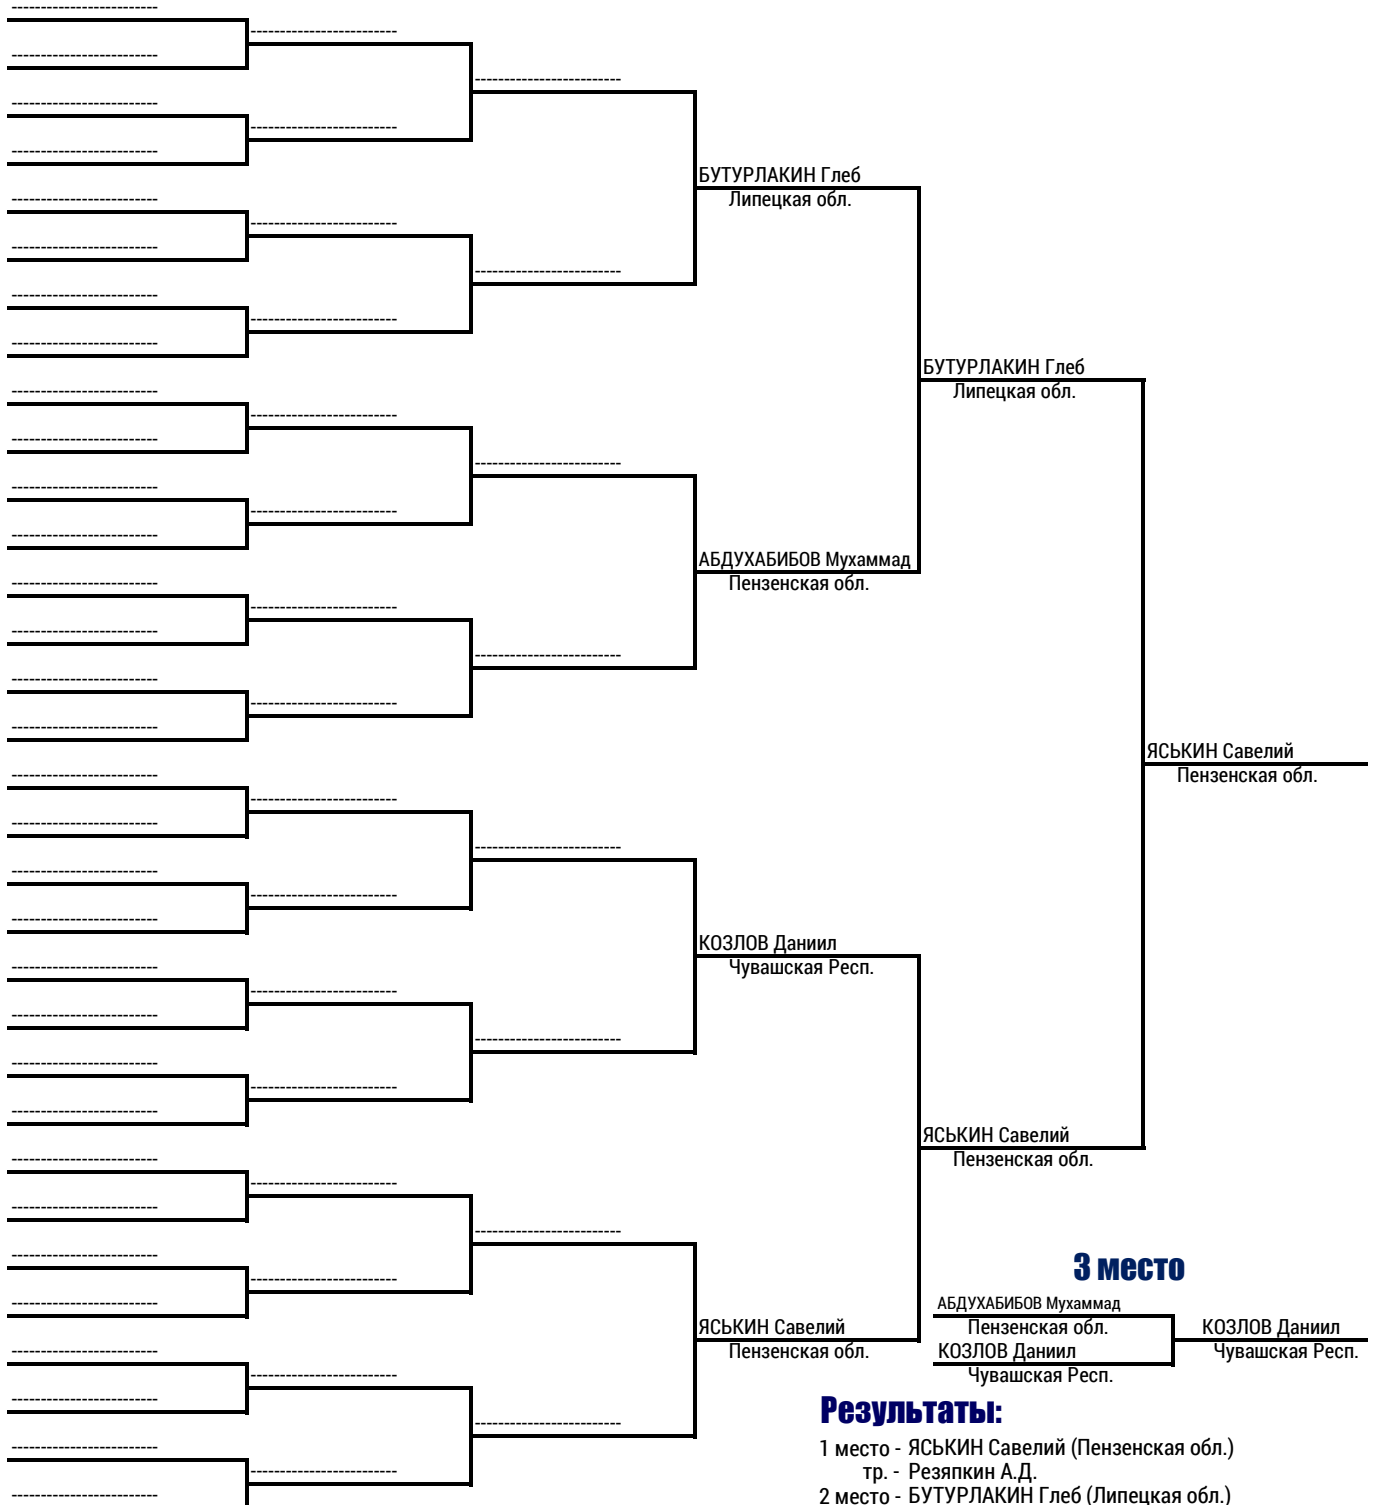 БУТУРЛАКИН Глеб
Липецкая обл.
БУТУРЛАКИН Глеб
Липецкая обл.
АБДУХАБИБОВ Мухаммад
Пензенская обл.
ЯСЬКИН Савелий
Пензенская обл.
КОЗЛОВ Даниил
Чувашская Респ.
ЯСЬКИН Савелий
Пензенская обл.
ЯСЬКИН Савелий
Пензенская обл.
3 место
АБДУХАБИБОВ Мухаммад
Пензенская обл.
КОЗЛОВ Даниил
Чувашская Респ.
КОЗЛОВ Даниил
Чувашская Респ.
Результаты:
1 место - ЯСЬКИН Савелий (Пензенская обл.)
тр. - Резяпкин А.Д.
2 место - БУТУРЛАКИН Глеб (Липецкая обл.)